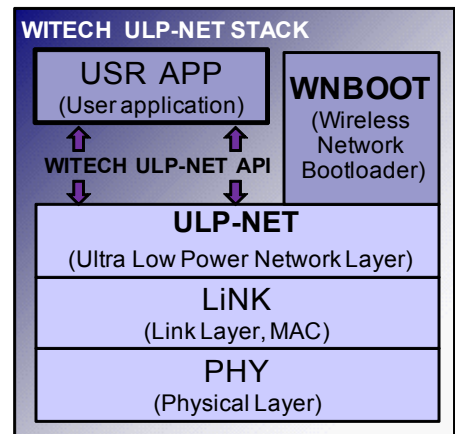 WITECH ULP-NET STACK
USR APP
(User application)
WITECH ULP-NET API
WNBOOT
(Wireless
Network
Bootloader)
ULP-NET
(Ultra Low Power Network Layer)
LiNK
(Link Layer, MAC)
PHY
(Physical Layer)